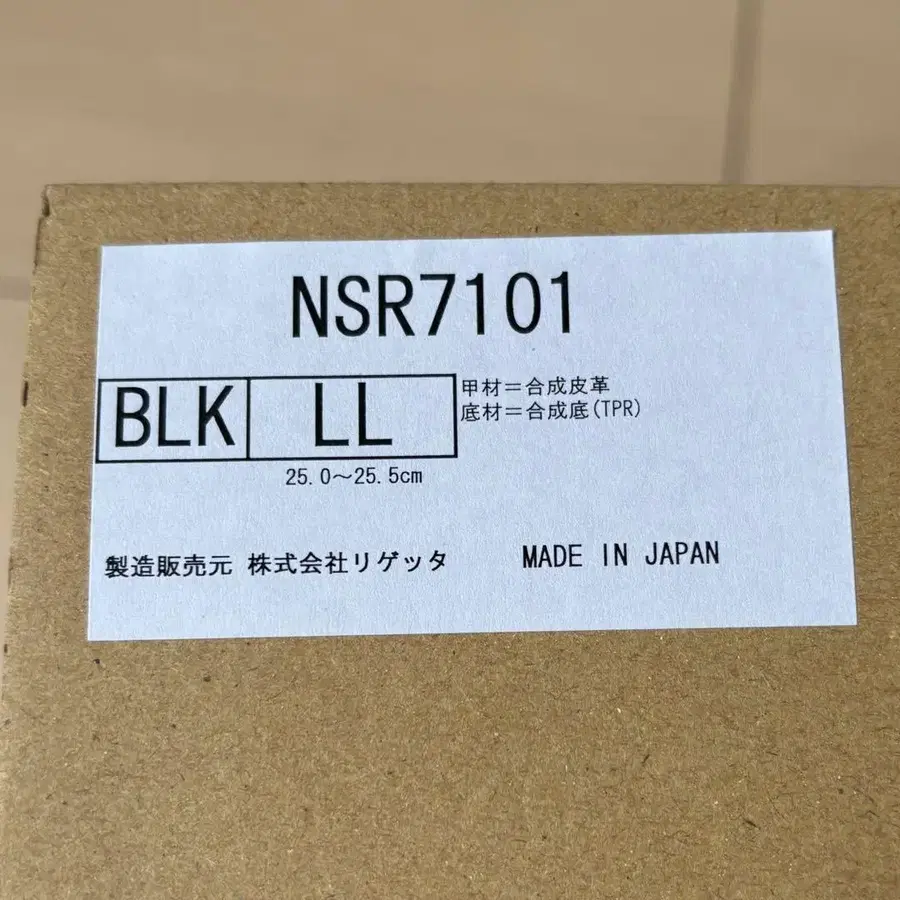 NSR7101
BLK LL
25.0～25.5cm
甲材＝合成皮革
底材＝合成底(TPR)
製造販売元 株式会社リゲッタ MADE IN JAPAN